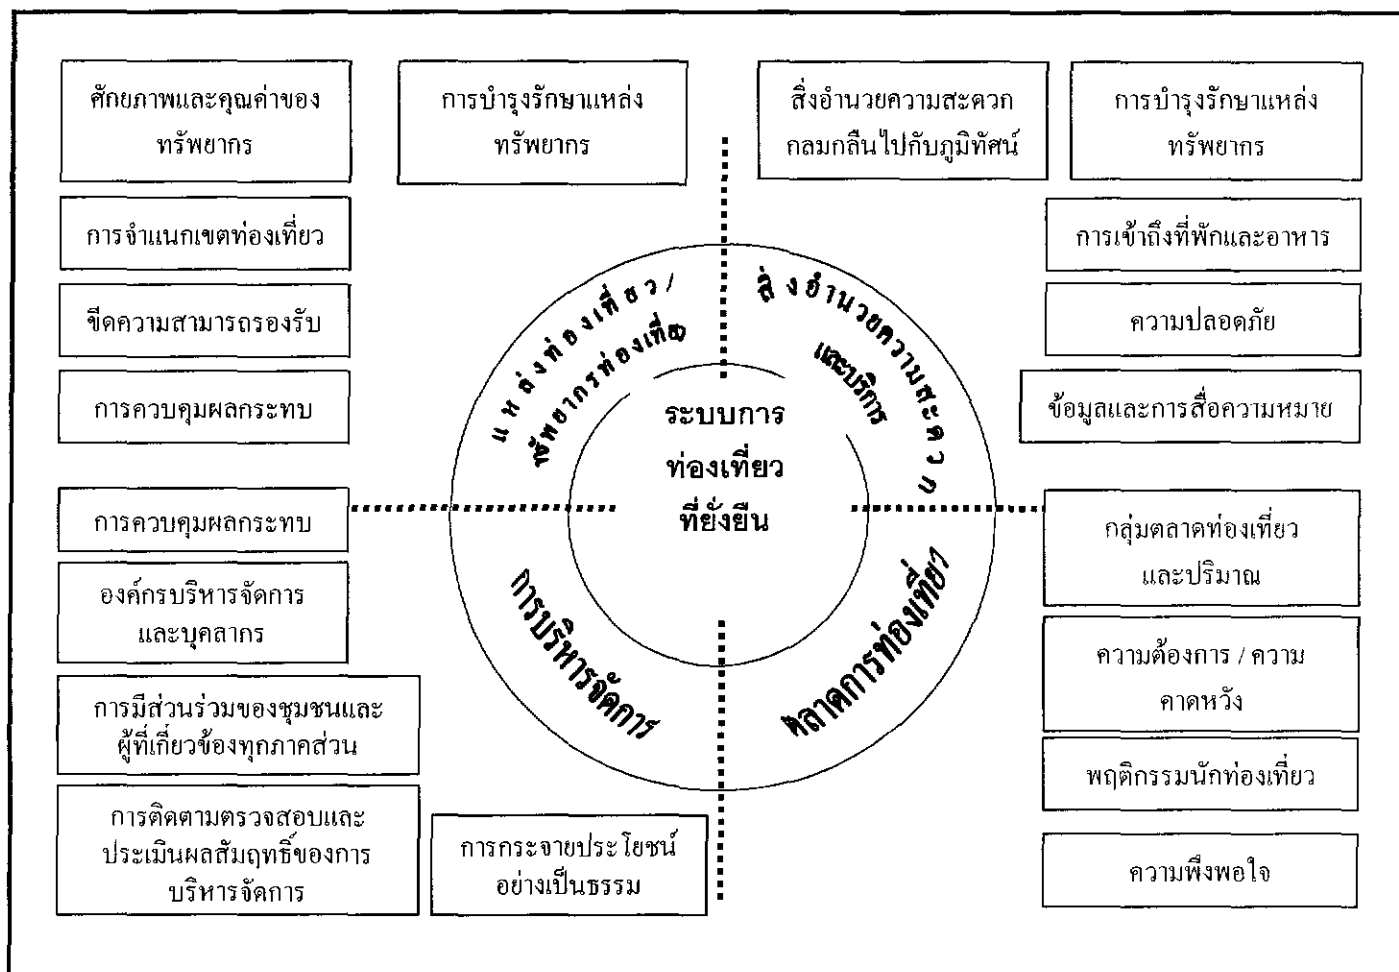 ศักยภาพและคุณค่าของ
ทรัพยากร
การบำรุงรักษาแหล่ง
ทรัพยากร
สิ่งอำนวยความสะดวก
กลมกลืนไปกับภูมิทัศน์
การบำรุงรักษาแหล่ง
ทรัพยากร
การจำแนกเขตท่องเที่ยว
ขีดความสามารถรองรับ
การควบคุมผลกระทบ
การเข้าถึงที่พักและอาหาร
ความปลอดภัย
ข้อมูลและการสื่อความหมาย
แหล่งท่องเที่ยว/
ทรัพยากรท่องเที่ยว
สิ่งอำนวยความสะดวก
และบริการ
ระบบการ
ท่องเที่ยว
ที่ยั่งยืน
การบริหารจัดการ
ตลาดการท่องเที่ยว
การควบคุมผลกระทบ
องค์กรบริหารจัดการ
และบุคลากร
การมีส่วนร่วมของชุมชนและ
ผู้ที่เกี่ยวข้องทุกภาคส่วน
การติดตามตรวจสอบและ
ประเมินผลสัมฤทธิ์ของการ
บริหารจัดการ
การกระจายประโยชน์
อย่างเป็นธรรม
กลุ่มตลาดท่องเที่ยว
และปริมาณ
ความต้องการ / ความ
คาดหวัง
พฤติกรรมนักท่องเที่ยว
ความพึงพอใจ